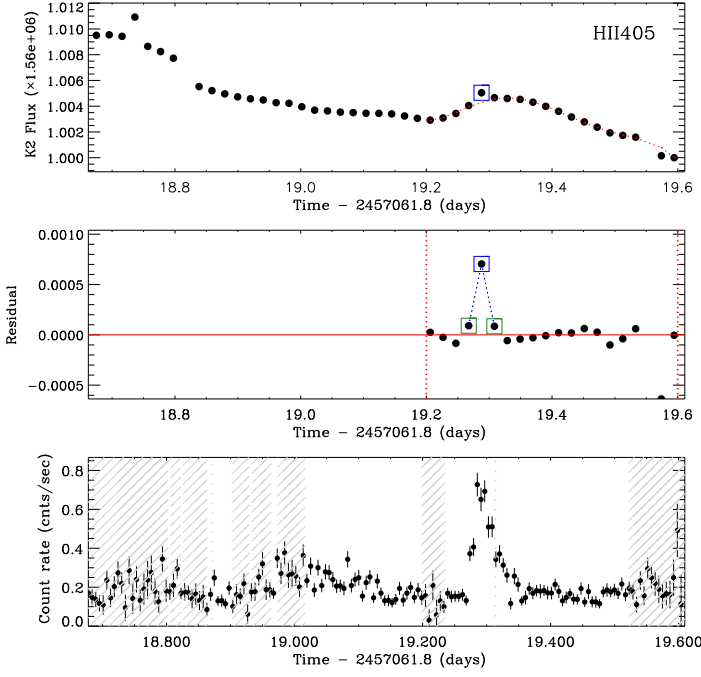 1.012
1.010
1.008
1.006
1.004
1.002
1.000
K2 Flux (×1.56e+06)
HII405
18.8 19.0 19.2 19.4 19.6
Time − 2457061.8 (days)
0.0010
0.0005
0.0000
−0.0005
Residual
18.8 19.0 19.2 19.4 19.6
Time − 2457061.8 (days)
0.8
0.6
0.4
0.2
0.0
Count rate (cnts/sec)
18.800 19.000 19.200 19.400 19.600
Time − 2457061.8 (days)